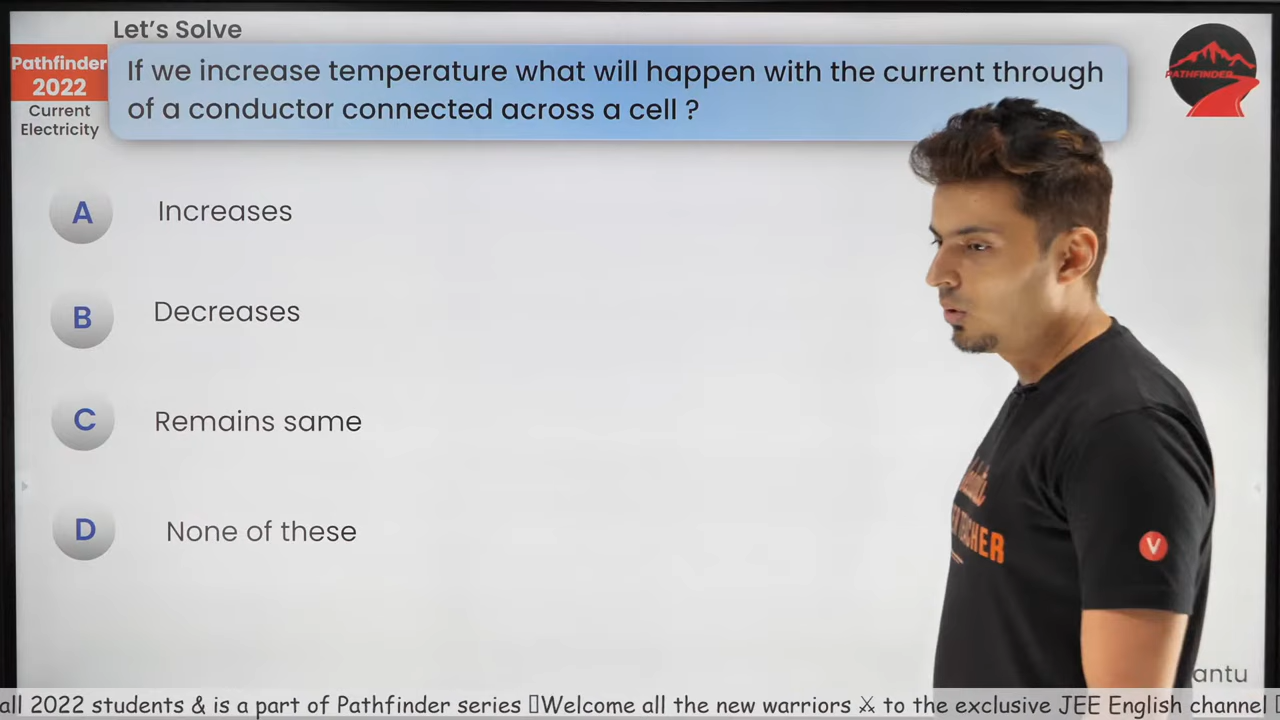 Let's Solve
Pathfinder
2022
Current
Electricity
If we increase temperature what will happen with the current through
of a conductor connected across a cell ?
PATHFINDER
A Increases
B Decreases
C Remains same
D None of these
V
antu
all 2022 students & is a part of Pathfinder series Welcome all the new warriors ⚔ to the exclusive JEE English channel